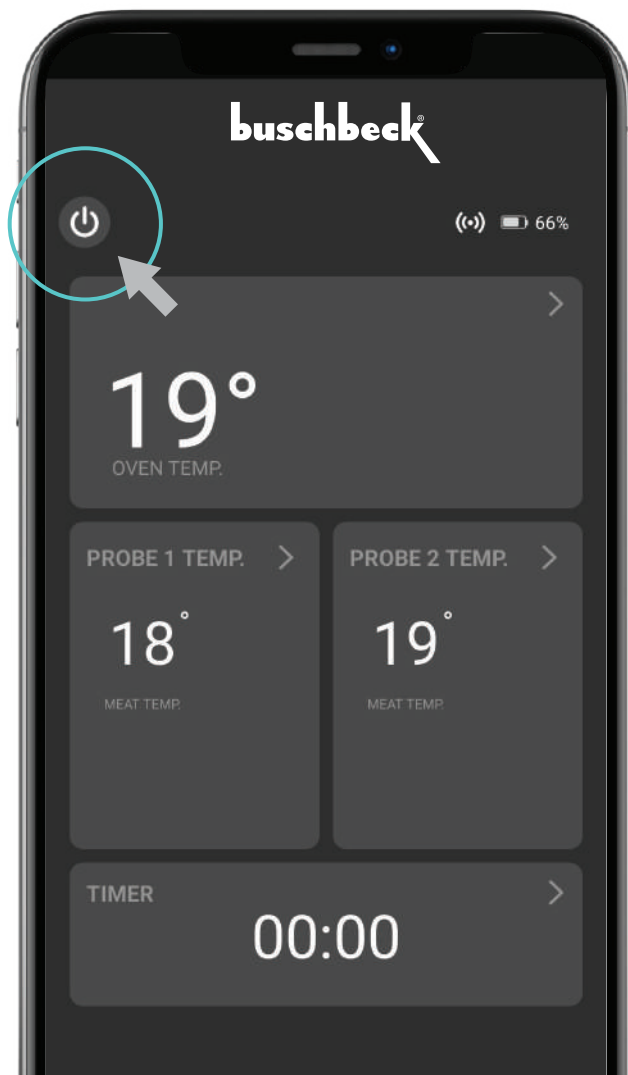 buschbeck®
66%
19°
OVEN TEMP.
PROBE 1 TEMP.
18°
MEAT TEMP.
PROBE 2 TEMP.
19°
MEAT TEMP.
TIMER
00:00